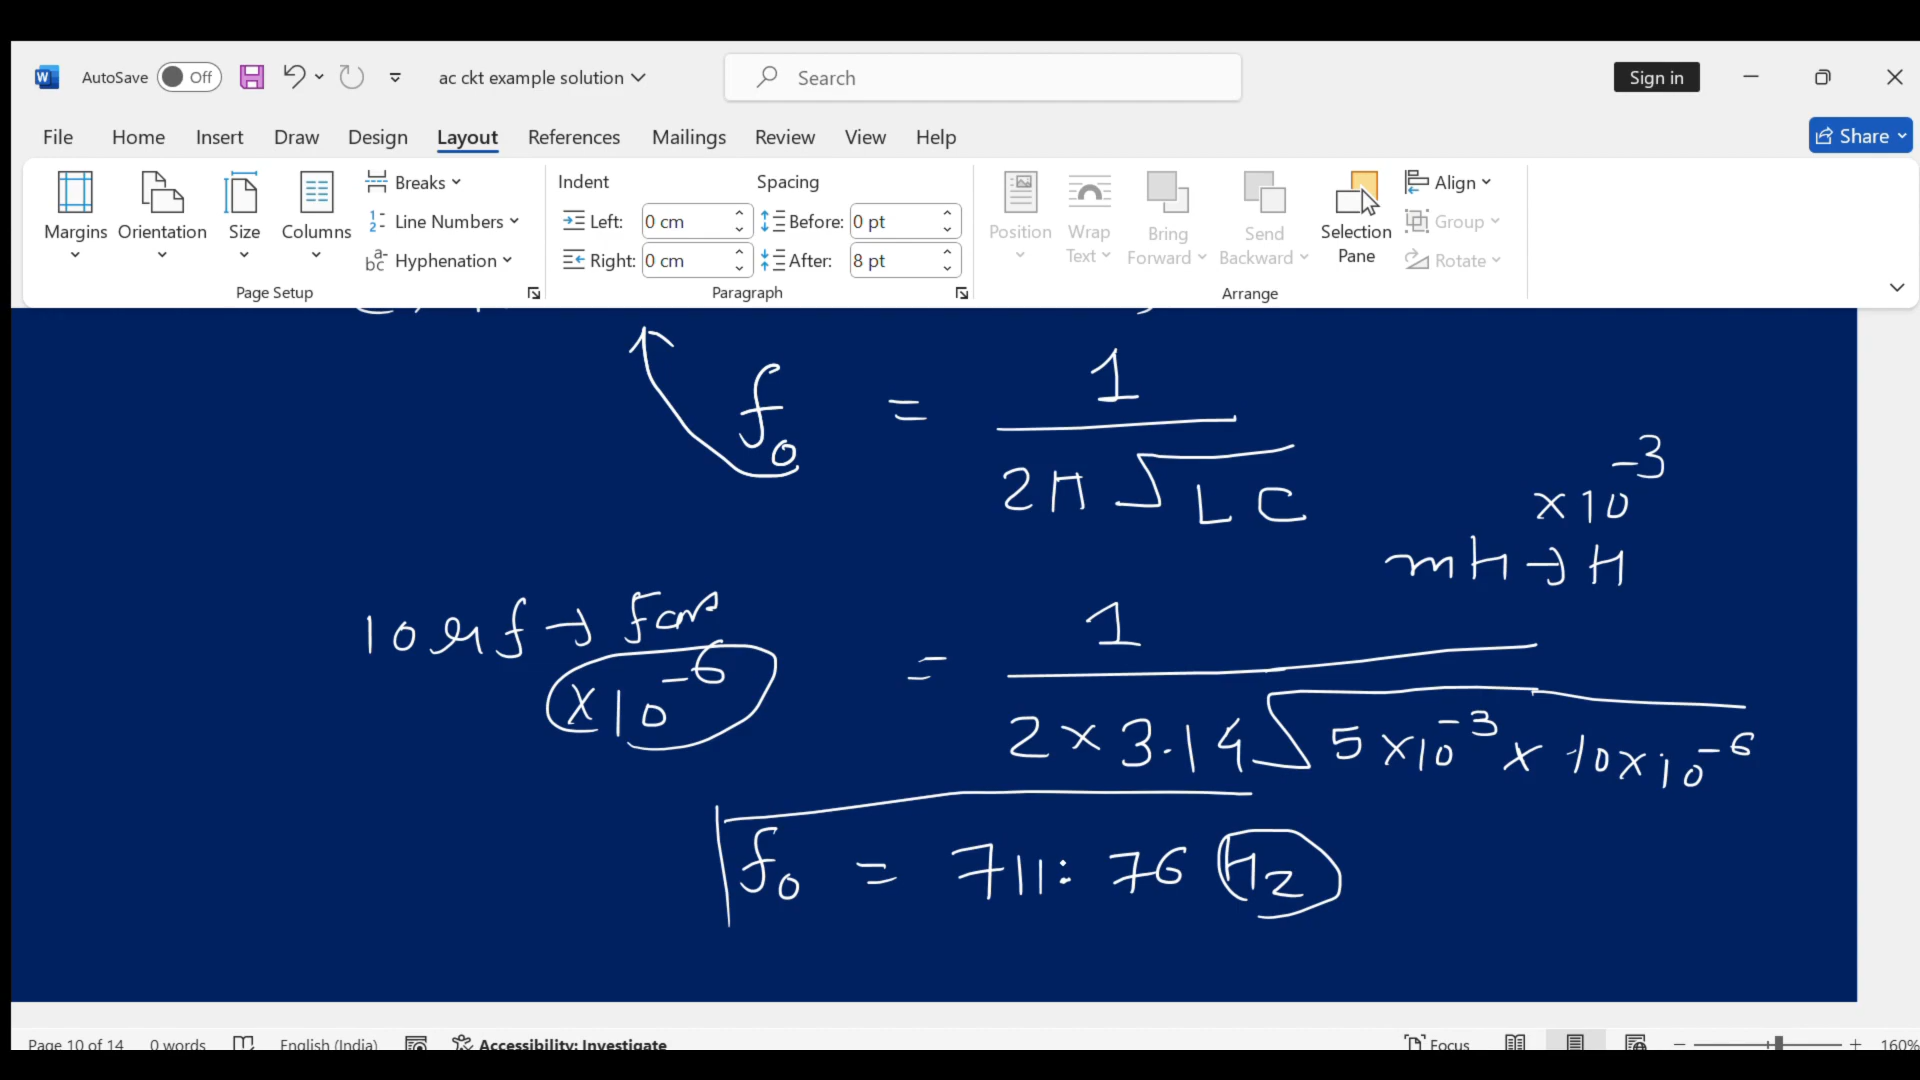 AutoSave Off ac ckt example solution Search Sign in
File Home Insert Draw Design Layout References Mailings Review View Help Share
Margins Orientation Size Columns Breaks Line Numbers Hyphenation
Page Setup
Indent Spacing
Left: 0 cm Before: 0 pt
Right: 0 cm After: 8 pt
Paragraph
Position Wrap Text Bring Forward Send Backward Selection Pane Align Group Rotate
Arrange
f₀ = 1 / 2π √LC
×10⁻³
mH → H
10 μf →
×10⁻⁶
= 1 / 2 × 3.14 √5×10⁻³ × 10×10⁻⁶
f₀ = 711: 76 Hz
Page 10 of 14 0 words English (India) Accessibility: Investigate Focus 160%